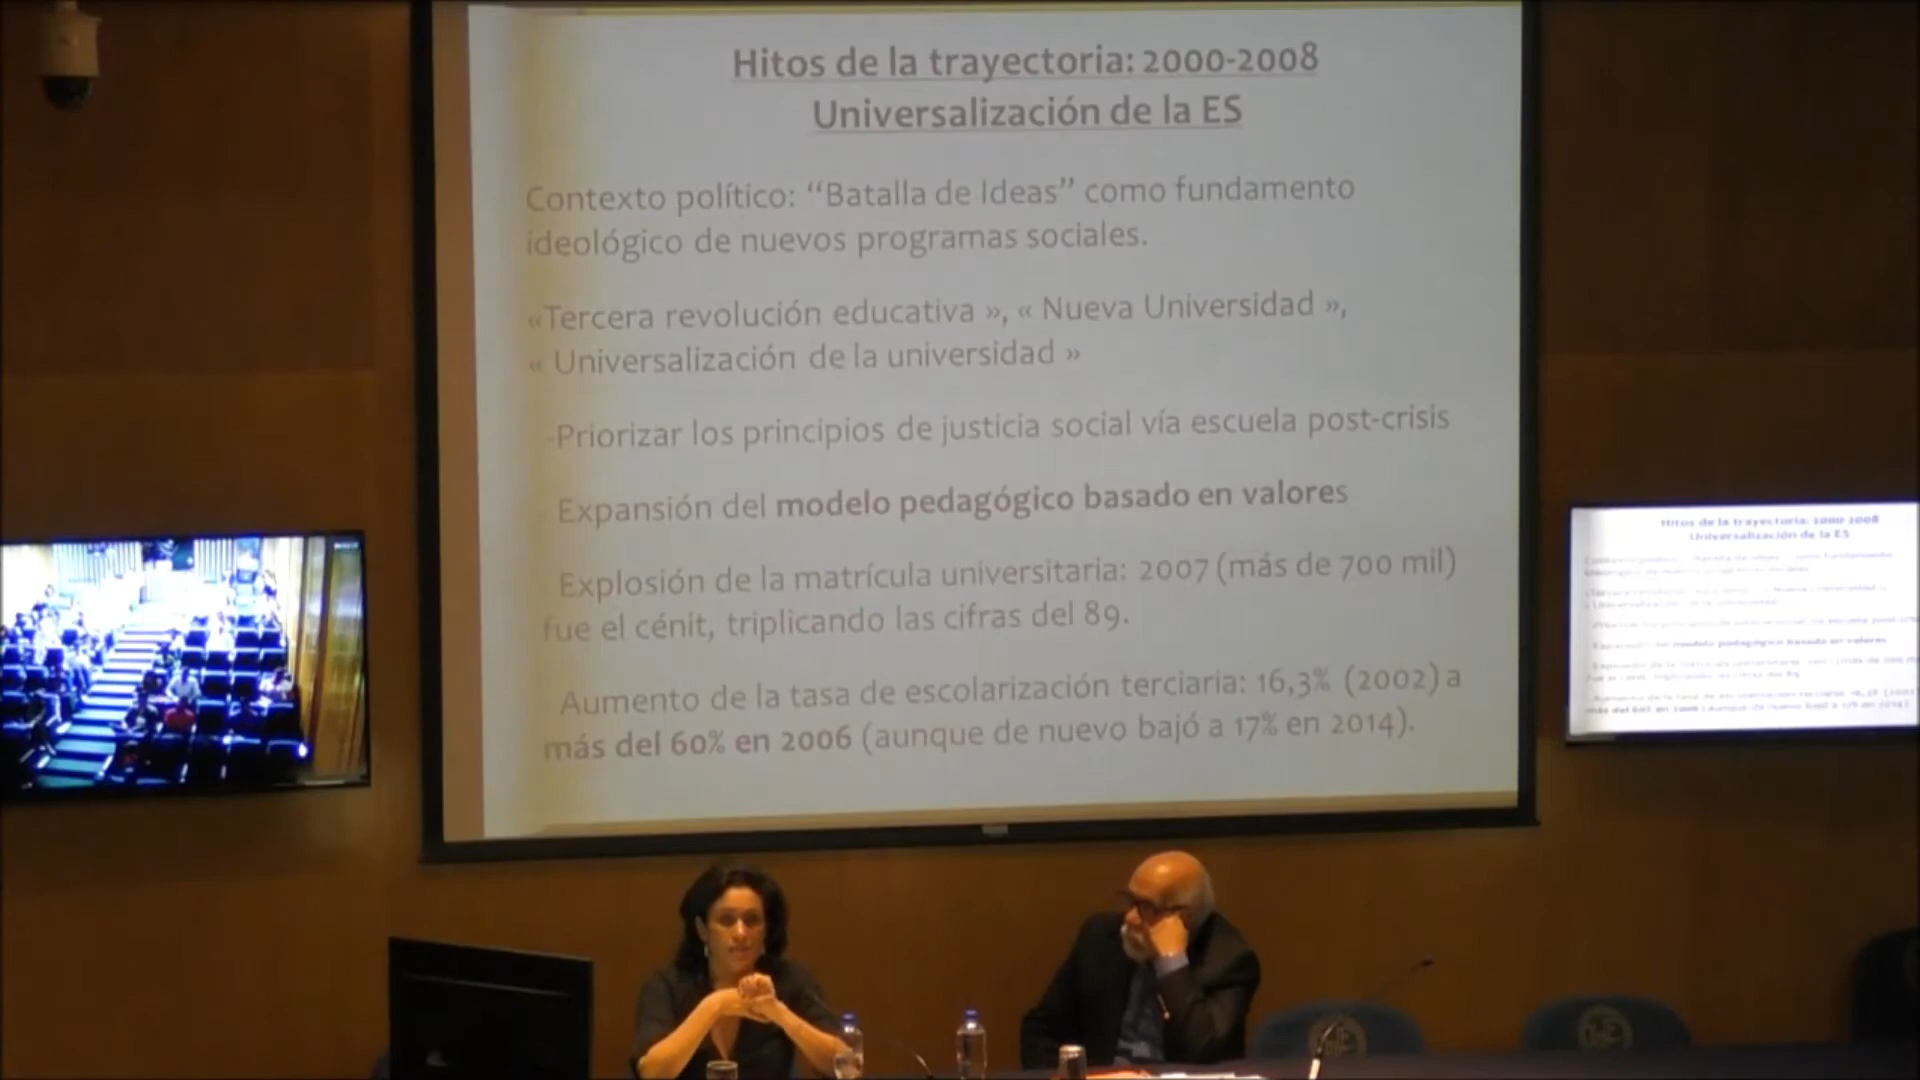 Hitos de la trayectoria: 2000-2008
Universalización de la ES
Contexto político: “Batalla de Ideas” como fundamento
ideológico de nuevos programas sociales.
«Tercera revolución educativa », « Nueva Universidad »,
« Universalización de la universidad »
-Priorizar los principios de justicia social vía escuela post-crisis
Expansión del modelo pedagógico basado en valores
Explosión de la matrícula universitaria: 2007 (más de 700 mil)
fue el cénit, triplicando las cifras del 89.
Aumento de la tasa de escolarización terciaria: 16,3% (2002) a
más del 60% en 2006 (aunque de nuevo bajó a 17% en 2014).
Hitos de la trayectoria: 2000-2008
Universalización de la ES